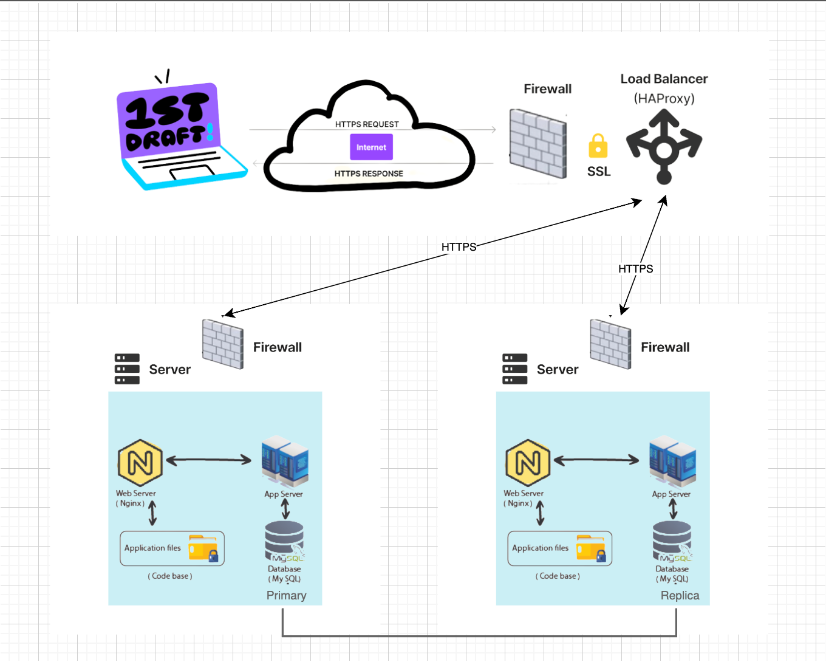 1ST
DRAFT!
HTTPS REQUEST
Internet
HTTPS RESPONSE
Firewall
SSL
Load Balancer
(HAProxy)
HTTPS
HTTPS
Firewall
Server
N
Web Server
( Nginx )
App Server
Application files
( Code base )
MySQL
Database
( My SQL)
Primary
Firewall
Server
N
Web Server
( Nginx )
App Server
Application files
( Code base )
MySQL
Database
( My SQL)
Replica